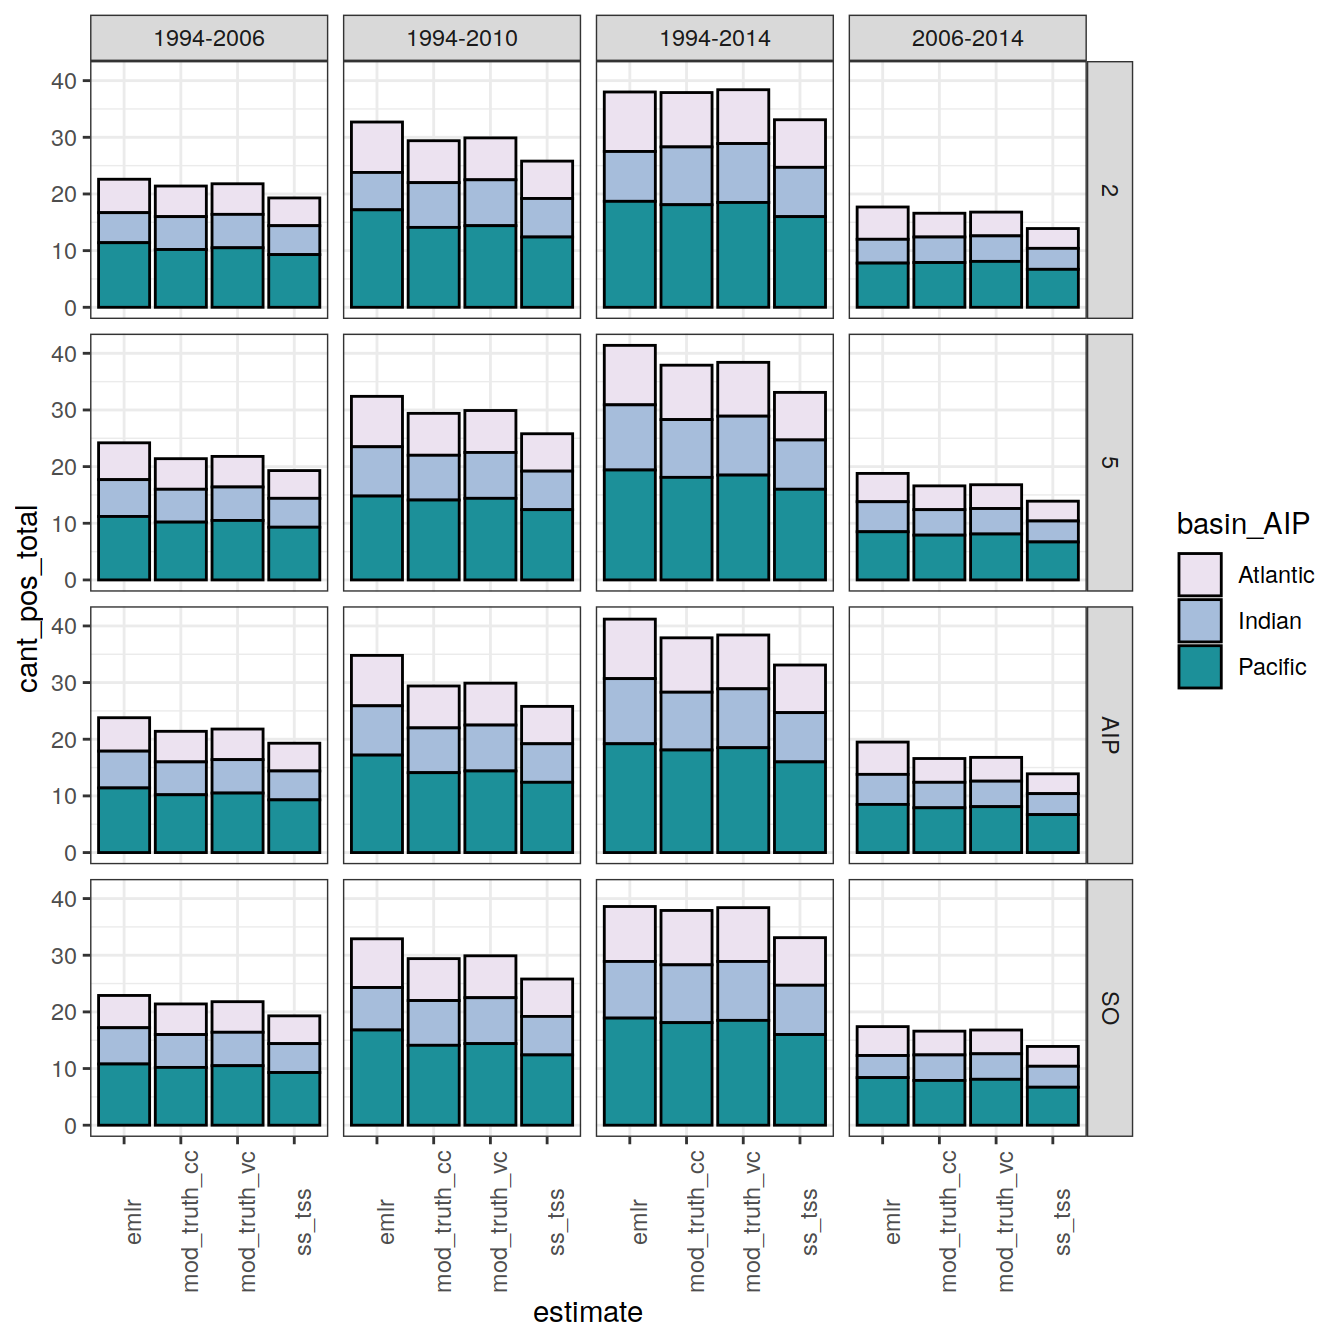 1994-2006 1994-2010 1994-2014 2006-2014
40
30
20
10
0
2
40
30
20
10
0
5
40
30
20
10
0
AIP
40
30
20
10
0
SO
cant_pos_total
emlr mod_truth_cc mod_truth_vc ss_tss emlr mod_truth_cc mod_truth_vc ss_tss emlr mod_truth_cc mod_truth_vc ss_tss emlr mod_truth_cc mod_truth_vc ss_tss
estimate
basin_AIP
Atlantic
Indian
Pacific